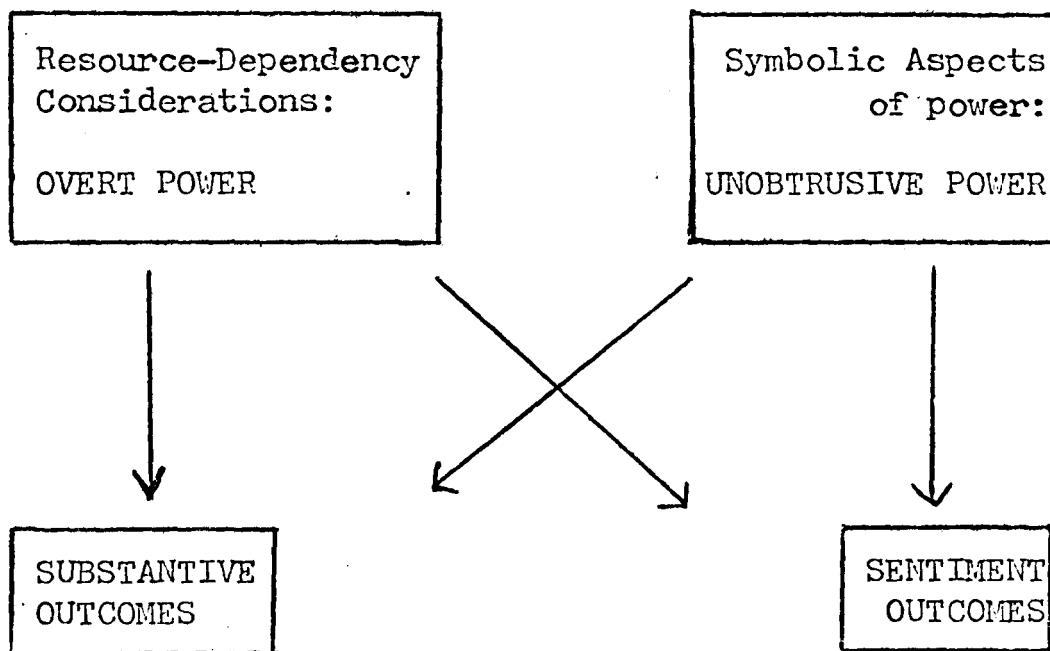 Resource-Dependency
Considerations:
OVERT POWER
Symbolic Aspects
of power:
UNOBTRUSIVE POWER
SUBSTANTIVE
OUTCOMES
SENTIMENT
OUTCOMES